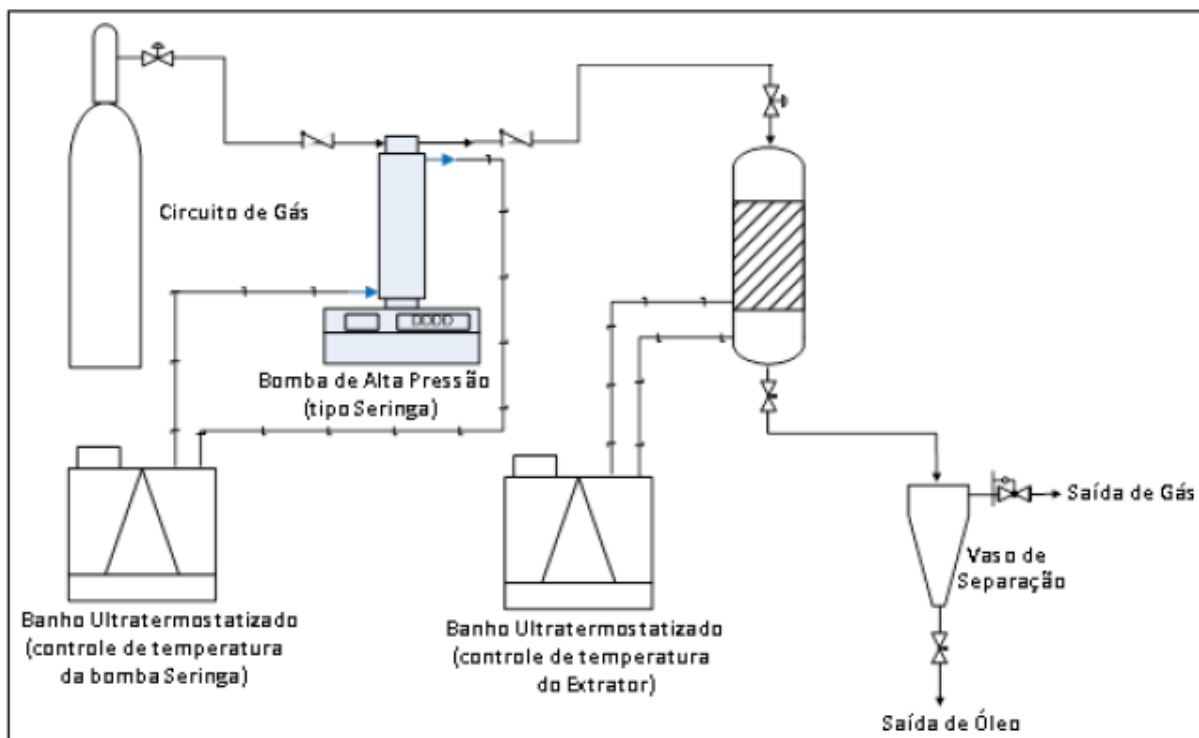 Circuito de Gás
Bomba de Alta Pressão
(tipo Seringa)
Saída de Gás
Vaso de
Separação
Banho Ultratermostatizado
(controle de temperatura
da bomba Seringa)
Banho Ultratermostatizado
(controle de temperatura
do Extrator)
Saída de Óleo